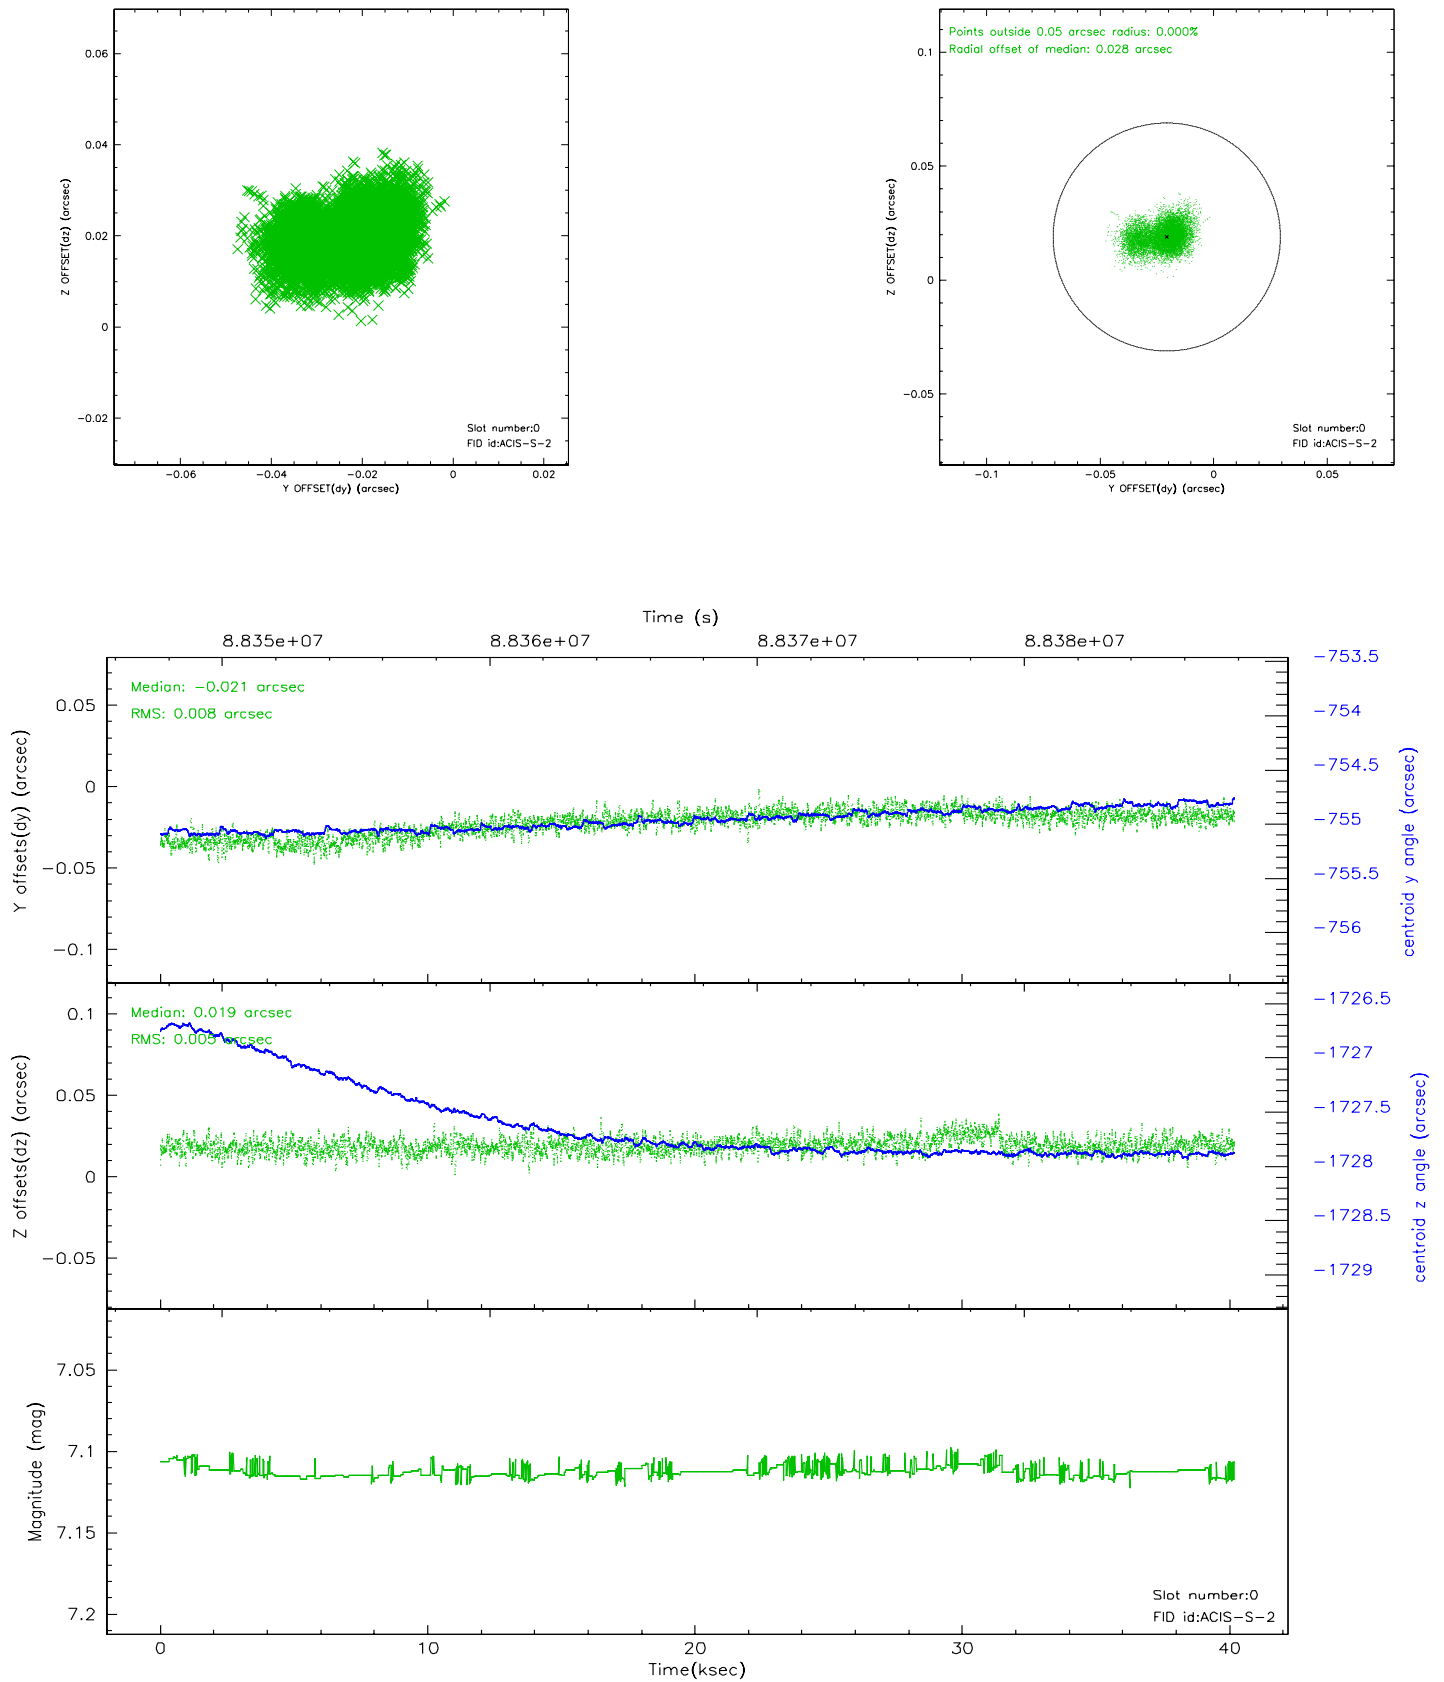 0.06
0.04
0.02
0
−0.02
Z OFFSET(dz) (arcsec)
Slot number:0
FID id:ACIS−S−2
−0.06
−0.04
−0.02
0
0.02
Y OFFSET(dy) (arcsec)
Points outside 0.05 arcsec radius: 0.000%
Radial offset of median: 0.028 arcsec
0.1
0.05
0
−0.05
Z OFFSET(dz) (arcsec)
Slot number:0
FID id:ACIS−S−2
−0.1
−0.05
0
0.05
Y OFFSET(dy) (arcsec)
Time (s)
8.835e+07
8.836e+07
8.837e+07
8.838e+07
Median: −0.021 arcsec
RMS: 0.008 arcsec
0.05
0
−0.05
−0.1
Y offsets(dy) (arcsec)
−753.5
−754
−754.5
−755
−755.5
−756
centroid y angle (arcsec)
Median: 0.019 arcsec
RMS: 0.005 arcsec
0.1
0.05
0
−0.05
Z offsets(dz) (arcsec)
−1726.5
−1727
−1727.5
−1728
−1728.5
−1729
centroid z angle (arcsec)
7.05
7.1
7.15
7.2
Magnitude (mag)
Slot number:0
FID id:ACIS−S−2
0
10
20
30
40
Time(ksec)